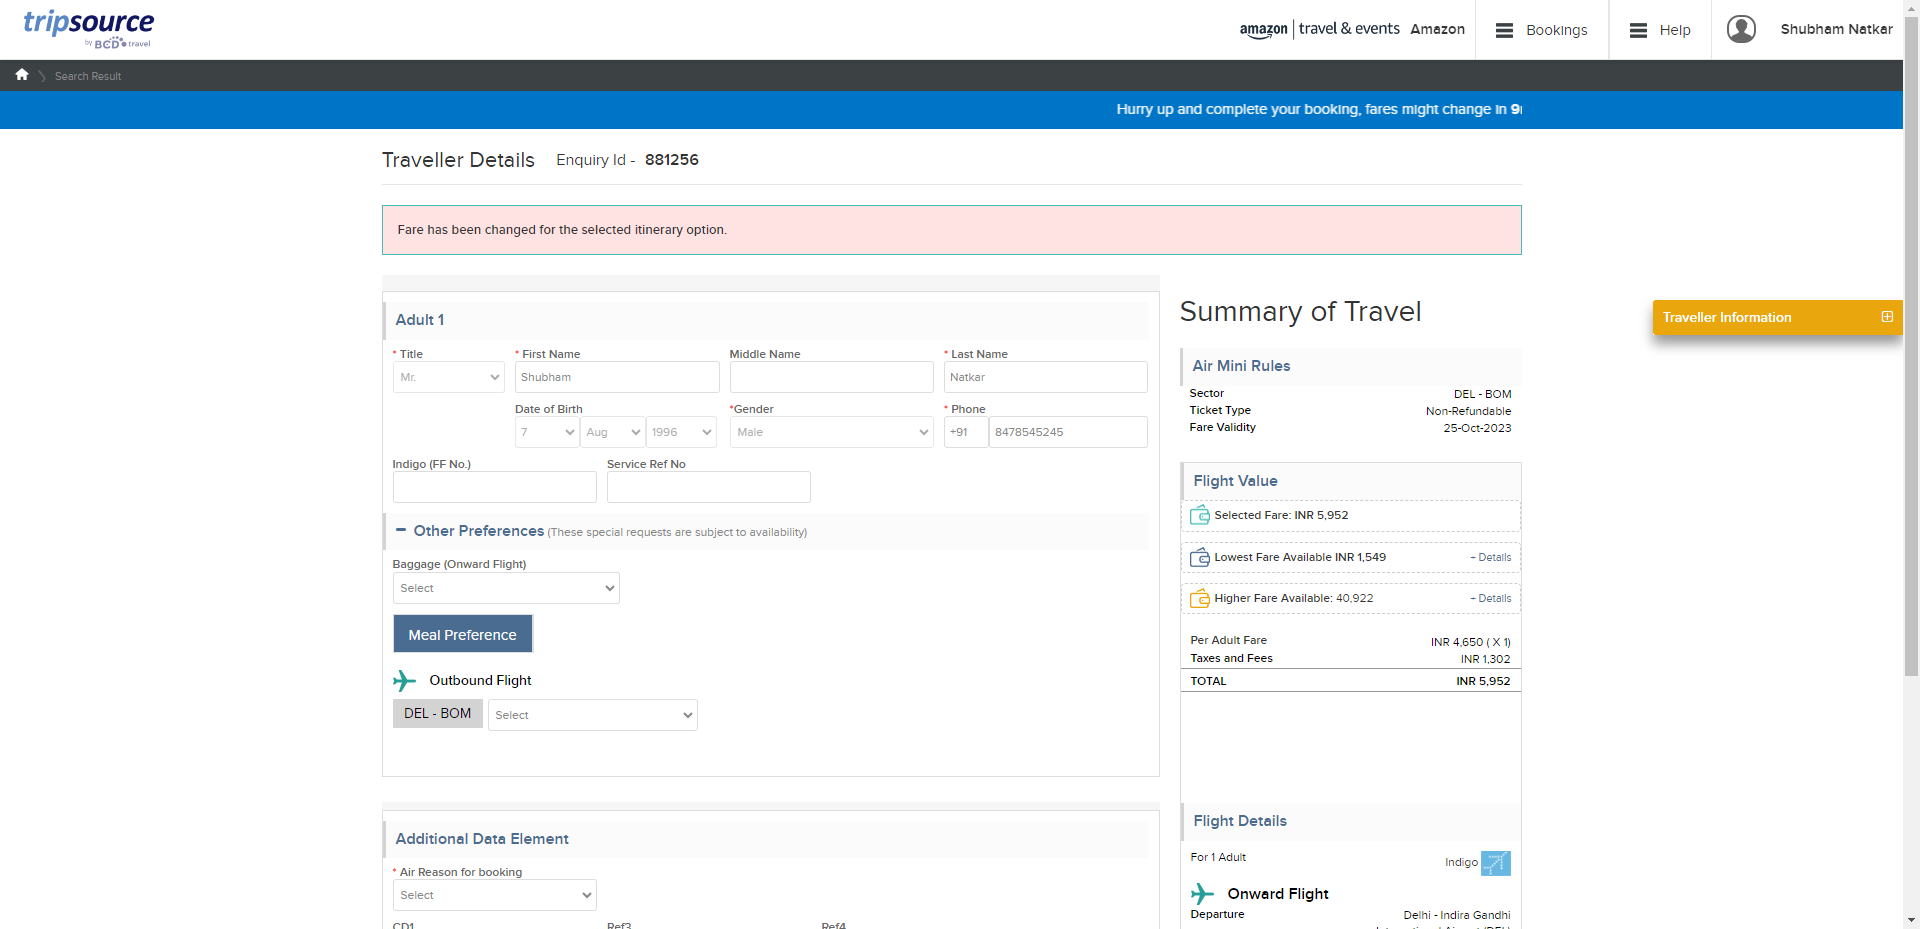 tripsource
by BCD travel
amazon | travel & events Amazon
Bookings
Help
Shubham Natkar
Search Result
Hurry up and complete your booking, fares might change in 9
Traveller Details Enquiry Id - 881256
Fare has been changed for the selected itinerary option.
Adult 1
* Title
Mr.
* First Name
Shubham
Middle Name
* Last Name
Natkar
Date of Birth
7 Aug 1996
*Gender
Male
* Phone
+91 8478545245
Indigo (FF No.)
Service Ref No
− Other Preferences (These special requests are subject to availability)
Baggage (Onward Flight)
Select
Meal Preference
Outbound Flight
DEL - BOM Select
Additional Data Element
* Air Reason for booking
Select
CD1 Ref3 Ref4
Summary of Travel
Air Mini Rules
Sector DEL - BOM
Ticket Type Non-Refundable
Fare Validity 25-Oct-2023
Flight Value
Selected Fare: INR 5,952
Lowest Fare Available INR 1,549 + Details
Higher Fare Available: 40,922 + Details
Per Adult Fare INR 4,650 ( X 1)
Taxes and Fees INR 1,302
TOTAL INR 5,952
Flight Details
For 1 Adult Indigo
Onward Flight
Departure Delhi - Indira Gandhi
International Airport (DEL)
Traveller Information